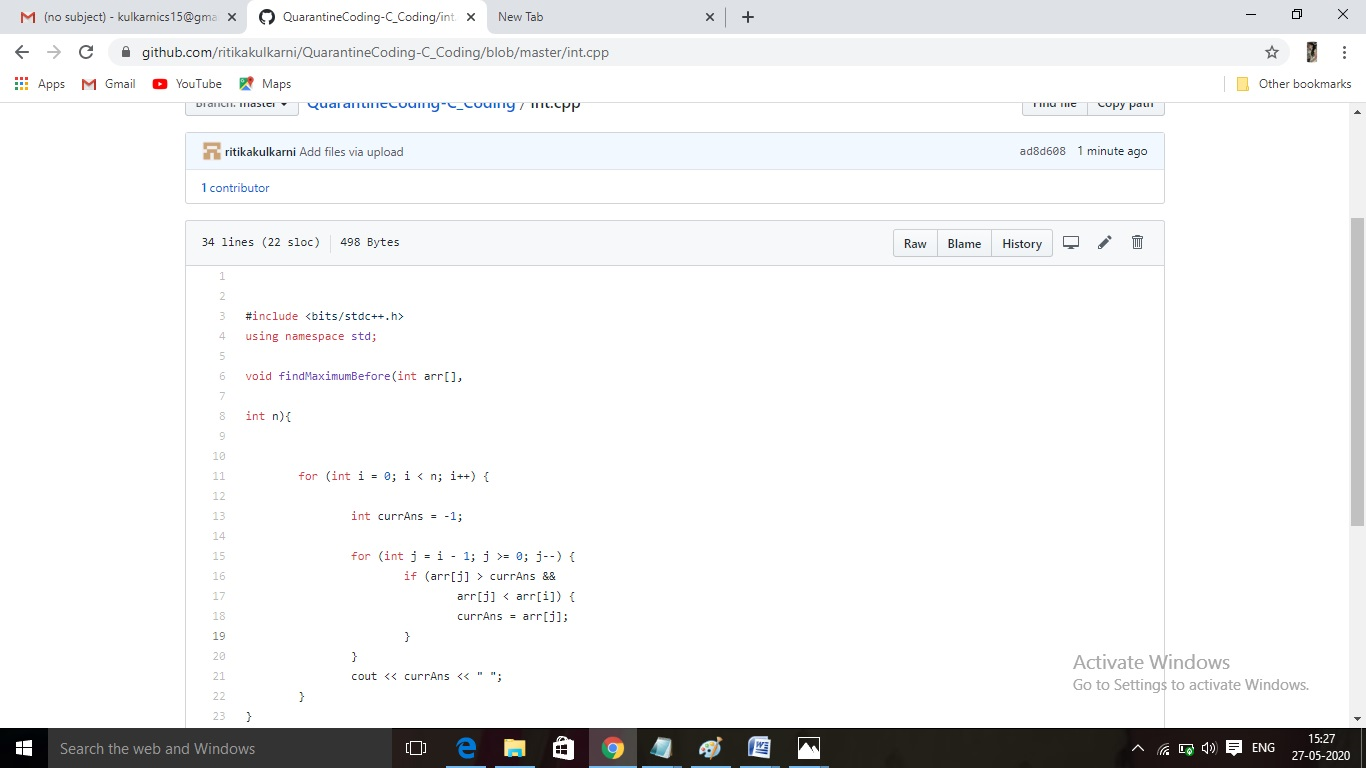 (no subject) - kulkarnics15@gma
QuarantineCoding-C_Coding/int.
New Tab
github.com/ritikakulkarni/QuarantineCoding-C_Coding/blob/master/int.cpp
Apps Gmail YouTube Maps Other bookmarks
Branch: master QuarantineCoding-C_Coding / int.cpp Find file Copy path
ritikakulkarni Add files via upload ad8d608 1 minute ago
1 contributor
34 lines (22 sloc) 498 Bytes Raw Blame History
1
2
3 #include <bits/stdc++.h>
4 using namespace std;
5
6 void findMaximumBefore(int arr[],
7
8 int n){
9
10
11 for (int i = 0; i < n; i++) {
12
13 int currAns = -1;
14
15 for (int j = i - 1; j >= 0; j--) {
16 if (arr[j] > currAns &&
17 arr[j] < arr[i]) {
18 currAns = arr[j];
19 }
20 }
21 cout << currAns << " ";
22 }
23 }
Activate Windows
Go to Settings to activate Windows.
Search the web and Windows
ENG
15:27
27-05-2020